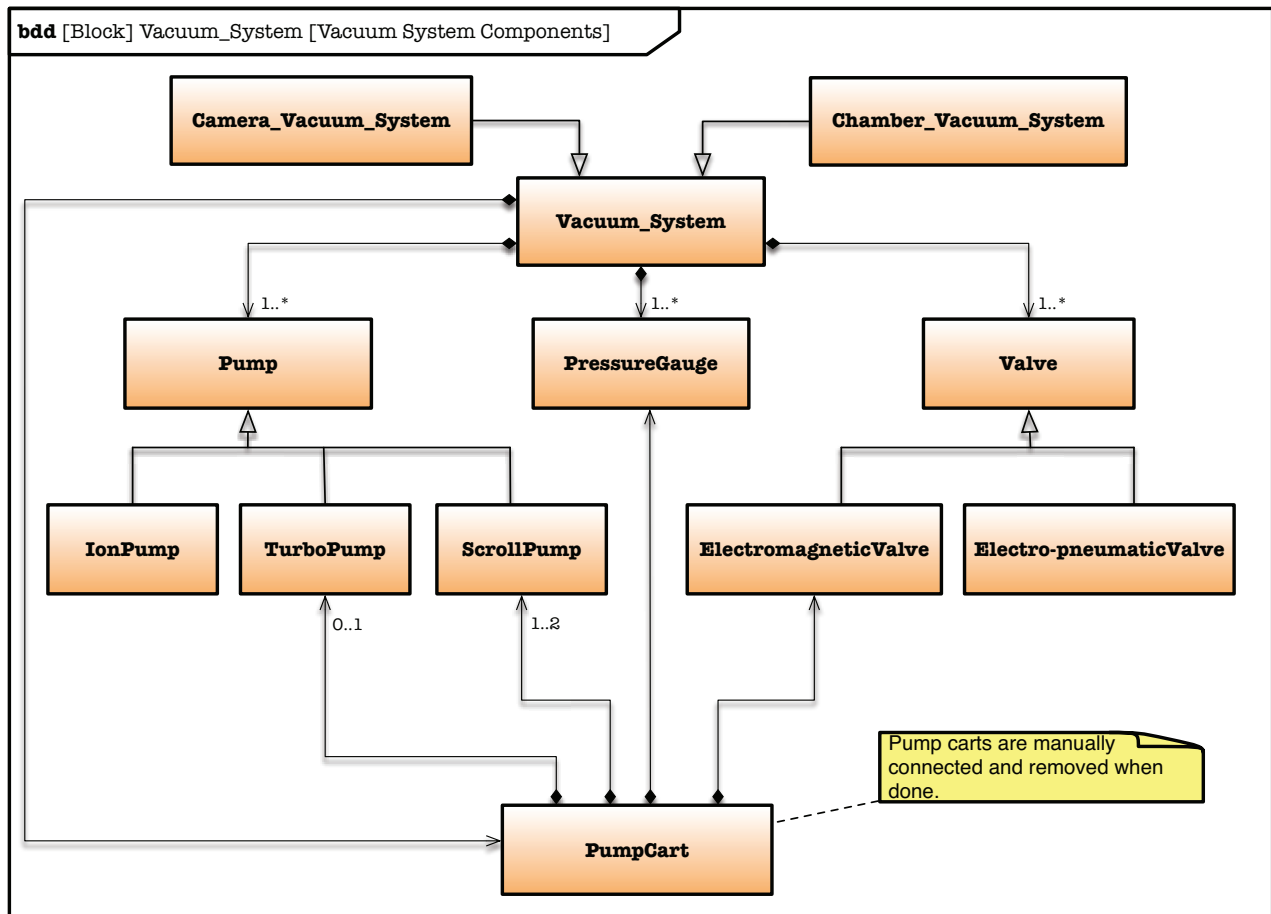 bdd [Block] Vacuum_System [Vacuum System Components]
Camera_Vacuum_System
Chamber_Vacuum_System
Vacuum_System
1..*
1..*
1..*
Pump
PressureGauge
Valve
IonPump
TurboPump
ScrollPump
ElectromagneticValve
Electro-pneumaticValve
0..1
1..2
Pump carts are manually
connected and removed when
done.
PumpCart